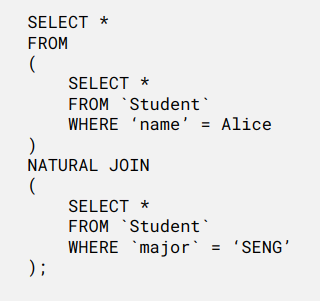 SELECT *
FROM
(
SELECT *
FROM `Student`
WHERE ‘name’ = Alice
)
NATURAL JOIN
(
SELECT *
FROM `Student`
WHERE `major` = ‘SENG’
);